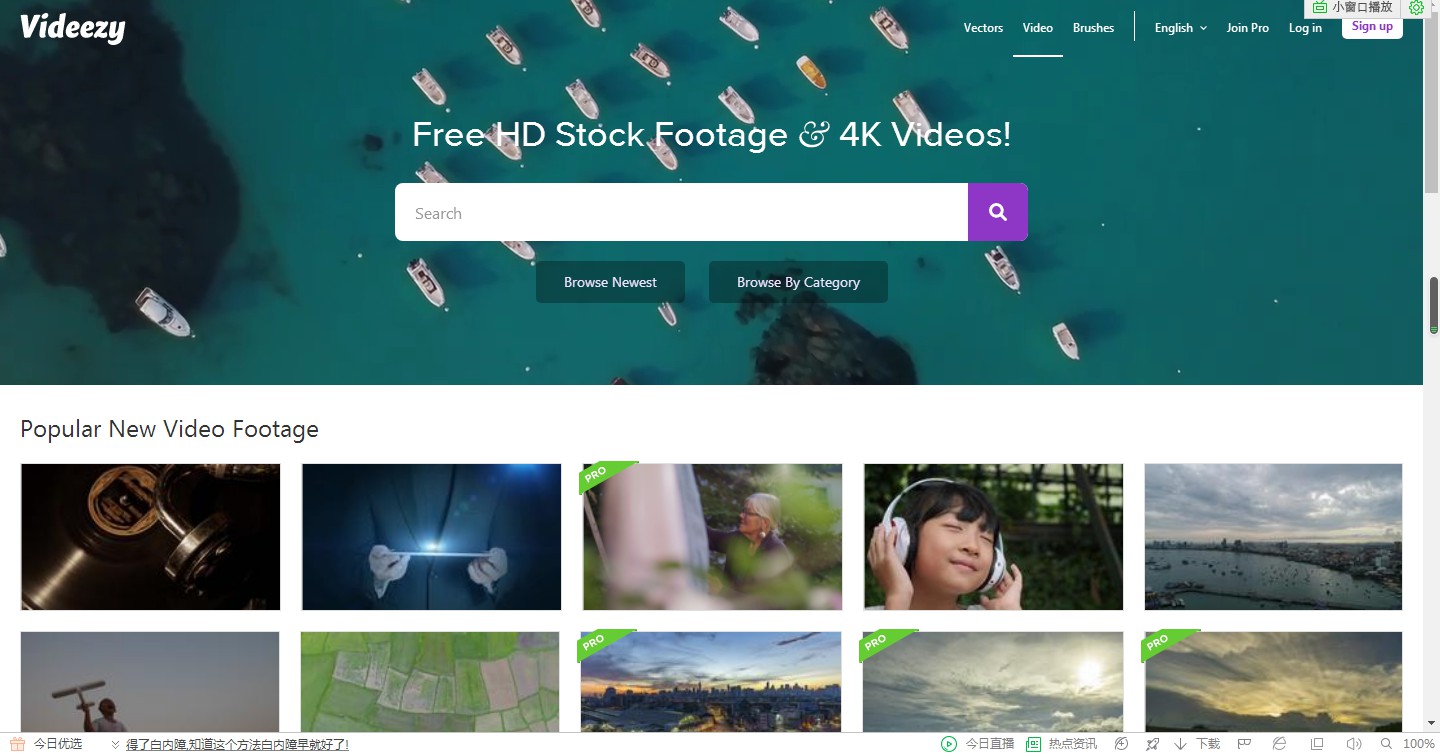 小窗口播放
Videezy
Vectors
Video
Brushes
English
Join Pro
Log in
Sign up
Free HD Stock Footage & 4K Videos!
Search
Browse Newest
Browse By Category
Popular New Video Footage
PRO
PRO
PRO
PRO
今日优选
得了白内障,知道这个方法白内障早就好了!
今日直播
热点资讯
下载
100%